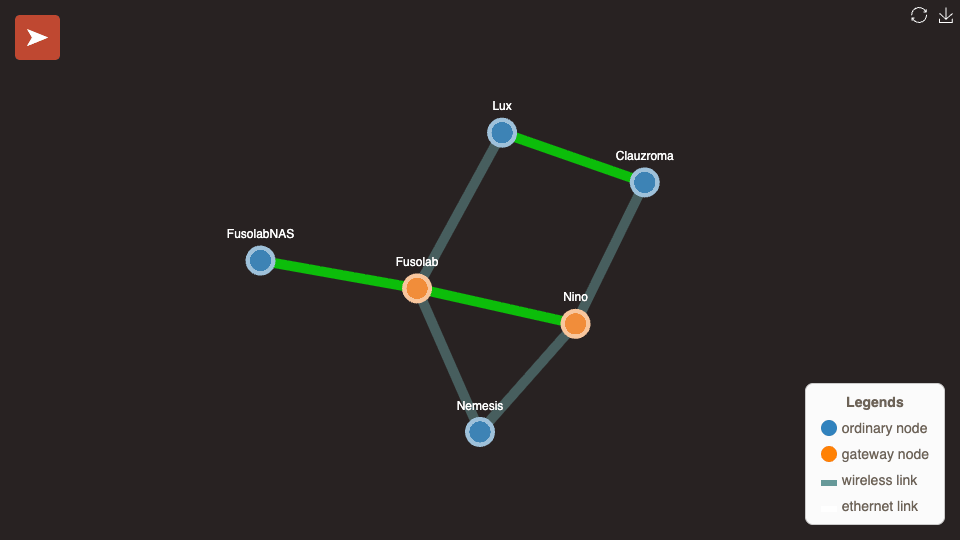 Lux
Clauzroma
FusolabNAS
Fusolab
Nino
Nemesis
Legends
ordinary node
gateway node
wireless link
ethernet link